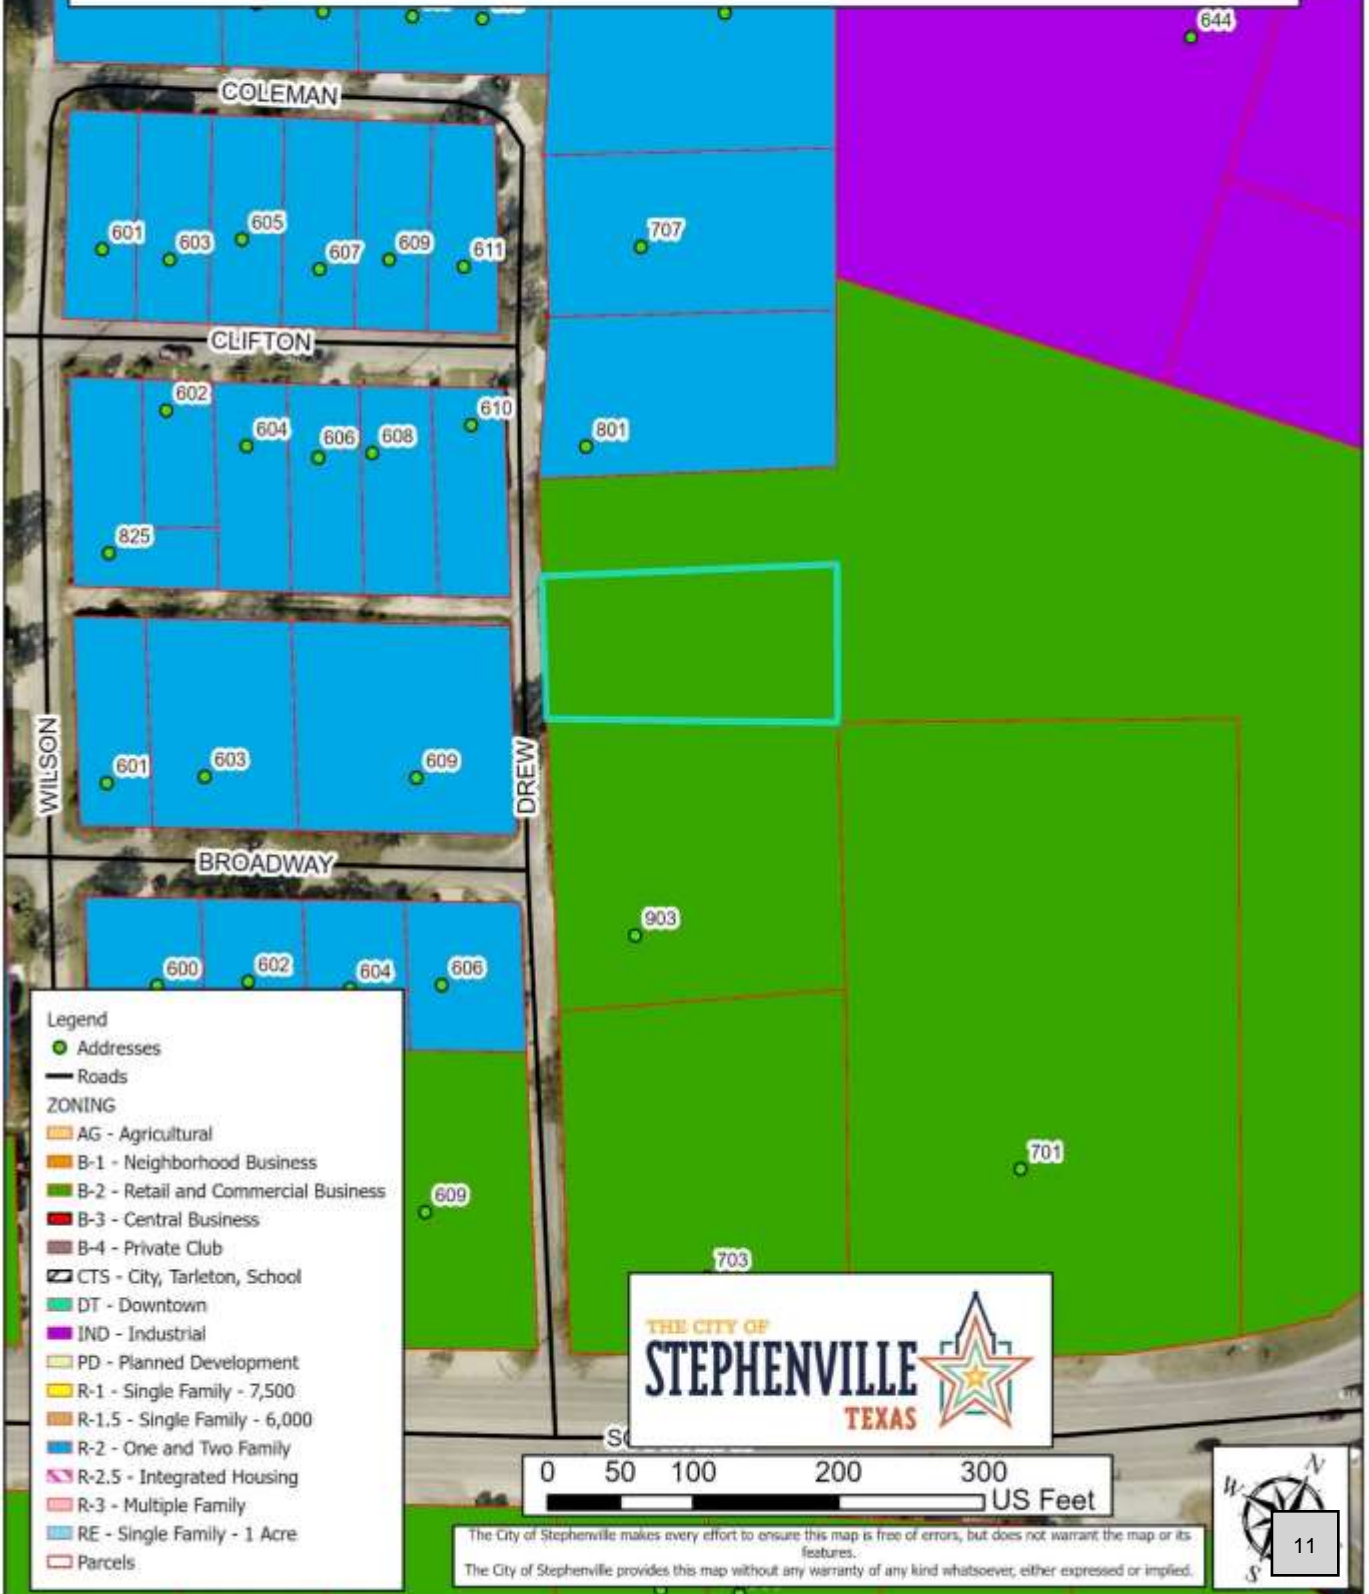 644
COLEMAN
601
603
605
607
609
611
707
CLIFTON
602
604
606
608
610
801
825
WILSON
601
603
609
DREW
BROADWAY
600
602
604
606
903
701
609
703
Legend
Addresses
Roads
ZONING
AG - Agricultural
B-1 - Neighborhood Business
B-2 - Retail and Commercial Business
B-3 - Central Business
B-4 - Private Club
CTS - City, Tarleton, School
DT - Downtown
IND - Industrial
PD - Planned Development
R-1 - Single Family - 7,500
R-1.5 - Single Family - 6,000
R-2 - One and Two Family
R-2.5 - Integrated Housing
R-3 - Multiple Family
RE - Single Family - 1 Acre
Parcels
THE CITY OF
STEPHENVILLE
TEXAS
0 50 100 200 300
US Feet
The City of Stephenville makes every effort to ensure this map is free of errors, but does not warrant the map or its
features.
The City of Stephenville provides this map without any warranty of any kind whatsoever, either expressed or implied.
N
W
S
11